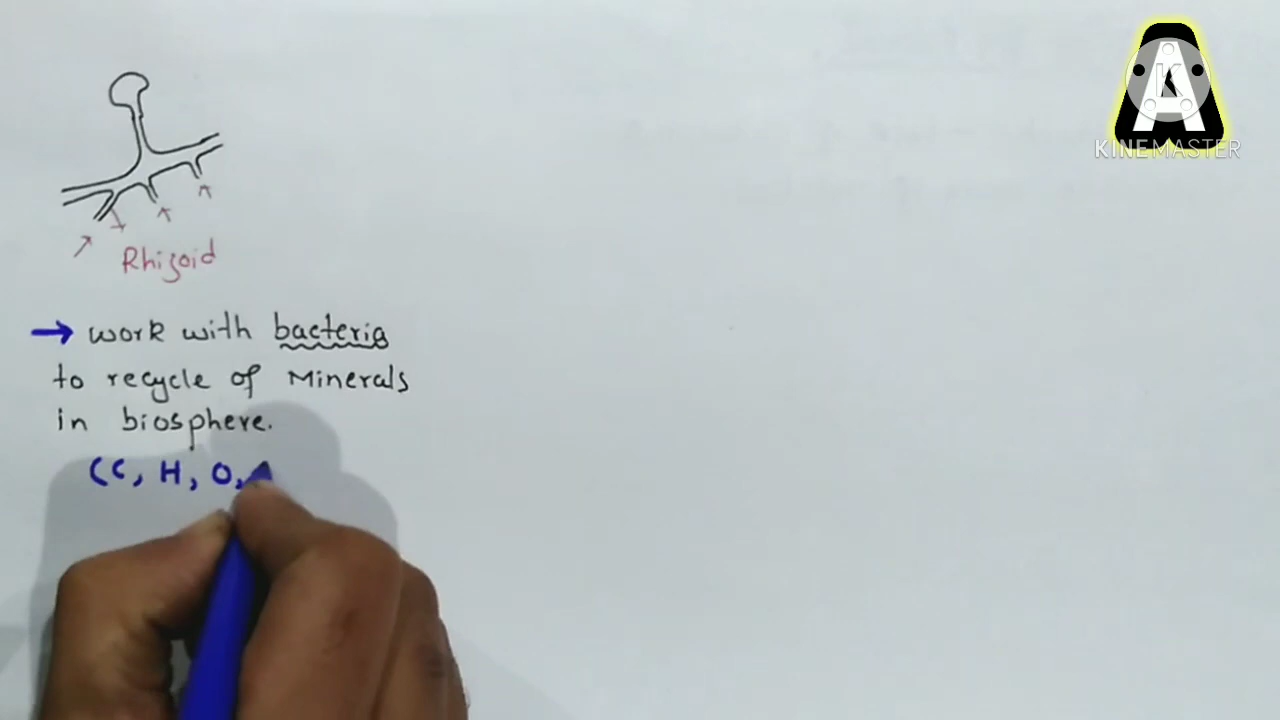 Rhizoid
→ work with bacteria
to recycle of Minerals
in biosphere.
(C, H, O,
A
K
KINEMASTER